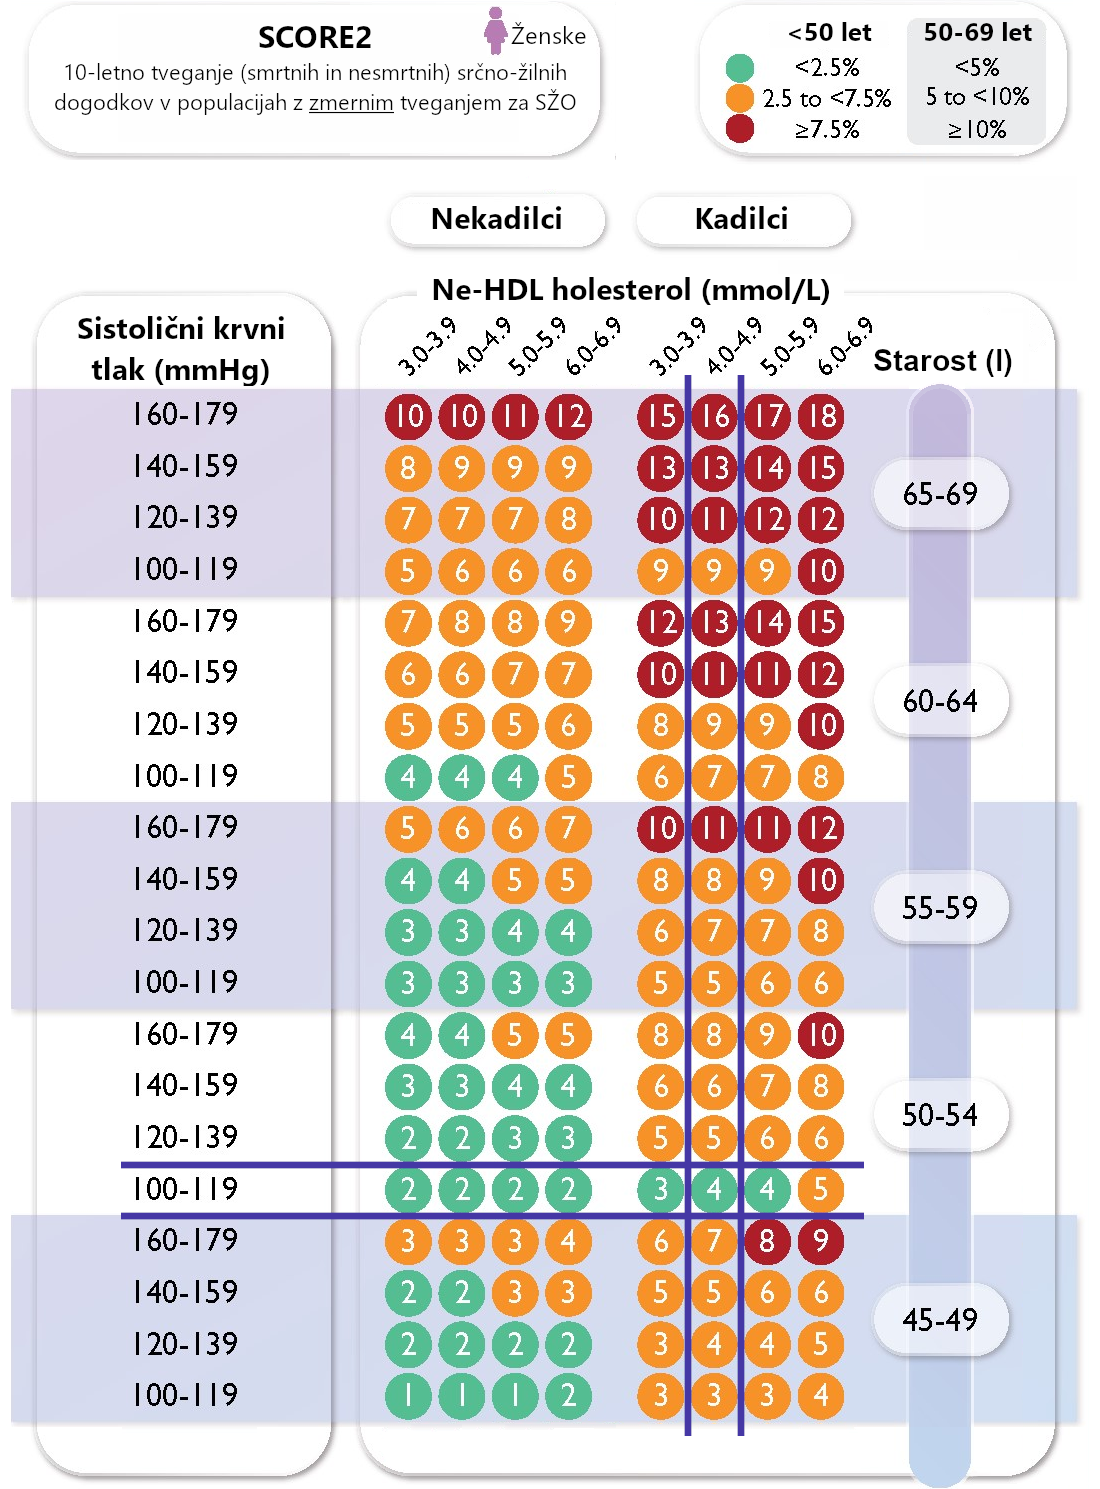 SCORE2
Ženske
10-letno tveganje (smrtnih in nesmrtnih) srčno-žilnih
dogodkov v populacijah z zmernim tveganjem za SŽO
<50 let 50-69 let
<2.5% <5%
2.5 to <7.5% 5 to <10%
≥7.5% ≥10%
Nekadilci Kadilci
Ne-HDL holesterol (mmol/L)
Sistolični krvni
tlak (mmHg)
3.0-3.9 4.0-4.9 5.0-5.9 6.0-6.9 3.0-3.9 4.0-4.9 5.0-5.9 6.0-6.9
Starost (l)
160-179 10 10 11 12 15 16 17 18
140-159 8 9 9 9 13 13 14 15
65-69
120-139 7 7 7 8 10 11 12 12
100-119 5 6 6 6 9 9 9 10
160-179 7 8 8 9 12 13 14 15
140-159 6 6 7 7 10 11 11 12
60-64
120-139 5 5 5 6 8 9 9 10
100-119 4 4 4 5 6 7 7 8
160-179 5 6 6 7 10 11 11 12
140-159 4 4 5 5 8 8 9 10
55-59
120-139 3 3 4 4 6 7 7 8
100-119 3 3 3 3 5 5 6 6
160-179 4 4 5 5 8 8 9 10
140-159 3 3 4 4 6 6 7 8
50-54
120-139 2 2 3 3 5 5 6 6
100-119 2 2 2 2 3 4 4 5
160-179 3 3 3 4 6 7 8 9
140-159 2 2 3 3 5 5 6 6
45-49
120-139 2 2 2 2 3 4 4 5
100-119 1 1 1 2 3 3 3 4